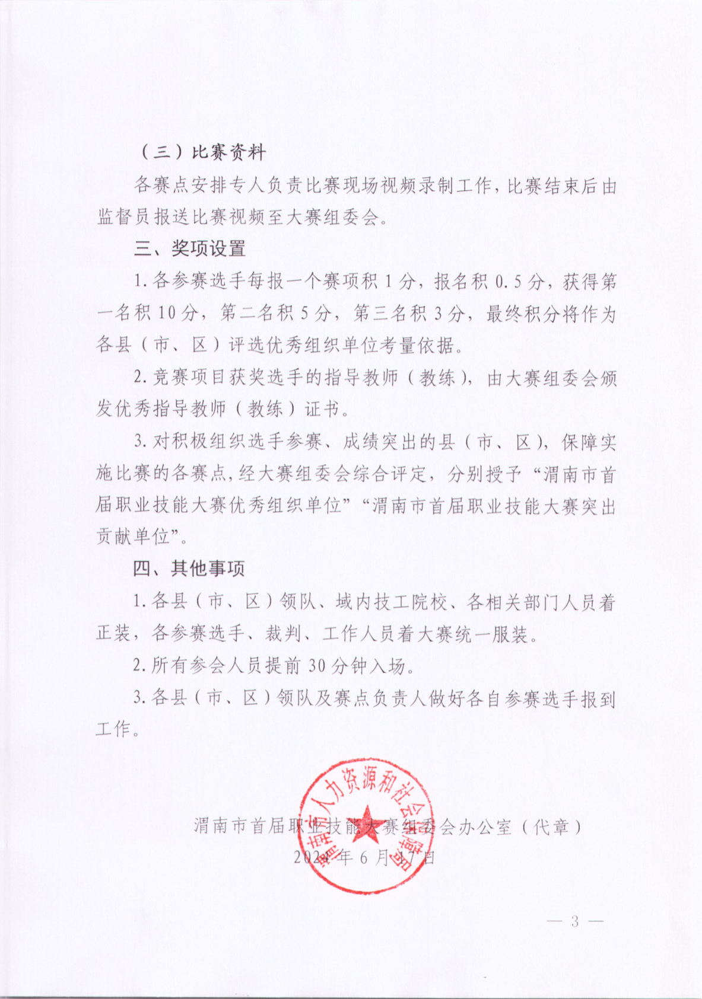 （三）比赛资料
各赛点安排专人负责比赛现场视频录制工作，比赛结束后由
监督员报送比赛视频至大赛组委会。
三、奖项设置
1.各参赛选手每报一个赛项积1分，报名积0.5分，获得第
一名积10分，第二名积5分，第三名积3分，最终积分将作为
各县（市、区）评选优秀组织单位考量依据。
2.竞赛项目获奖选手的指导教师（教练），由大赛组委会颁
发优秀指导教师（教练）证书。
3.对积极组织选手参赛、成绩突出的县（市、区），保障实
施比赛的各赛点,经大赛组委会综合评定，分别授予“渭南市首
届职业技能大赛优秀组织单位”“渭南市首届职业技能大赛突出
贡献单位”。
四、其他事项
1.各县（市、区）领队、域内技工院校、各相关部门人员着
正装，各参赛选手、裁判、工作人员着大赛统一服装。
2.所有参会人员提前30分钟入场。
3.各县（市、区）领队及赛点负责人做好各自参赛选手报到
工作。
渭南市人力资源和社会保障局
渭南市首届职业技能大赛组委会办公室（代章）
2024年6月17日
— 3 —